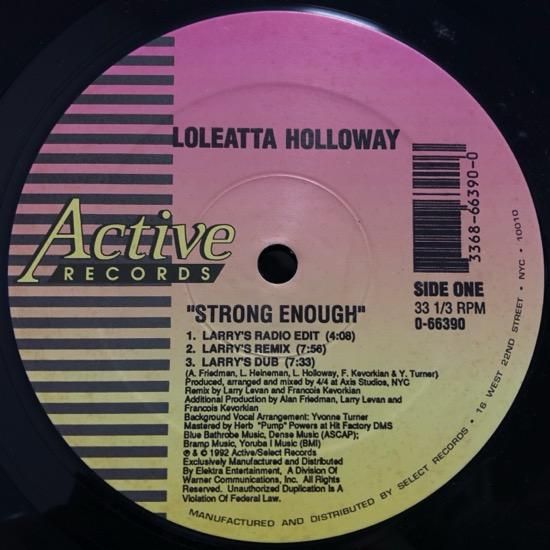 LOLEATTA HOLLOWAY
Active
RECORDS
3368-66390-0
SIDE ONE
33 1/3 RPM
0-66390
"STRONG ENOUGH"
1. LARRY'S RADIO EDIT (4:08)
2. LARRY'S REMIX (7:56)
3. LARRY'S DUB (7:33)
(A. Friedman, L. Heineman, L. Holloway, F. Kevorkian & Y. Turner)
Produced, arranged and mixed by 4/4 at Axis Studios, NYC
Remix by Larry Levan and Francois Kevorkian
Additional Production by Alan Friedman, Larry Levan and
Francois Kevorkian
Background Vocal Arrangement: Yvonne Turner
Mastered by Herb "Pump" Powers at Hit Factory DMS
Blue Bathrobe Music, Dense Music (ASCAP);
Bramp Music, Yoruba I Music (BMI)
℗ & © 1992 Active/Select Records
Exclusively Manufactured and Distributed
By Elektra Entertainment, A Division Of
Warner Communications, Inc. All Rights
Reserved. Unauthorized Duplication is A
Violation Of Federal Law.
MANUFACTURED AND DISTRIBUTED BY SELECT RECORDS • 16 WEST 22ND STREET • NYC • 10010